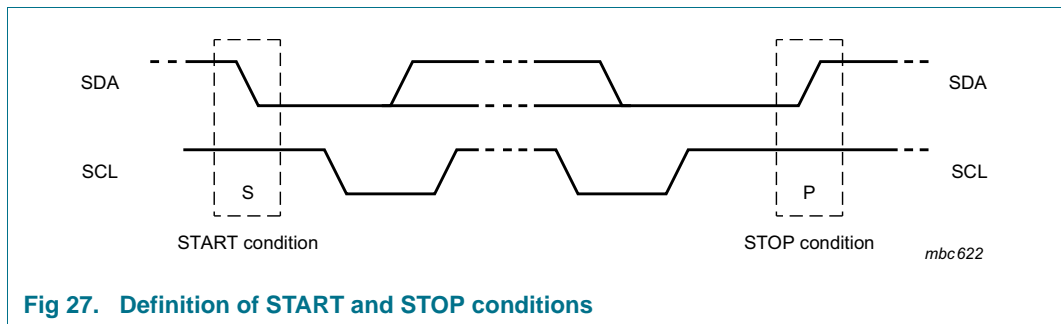 SDA SDA
SCL SCL
S P
START condition STOP condition
mbc622
Fig 27. Definition of START and STOP conditions